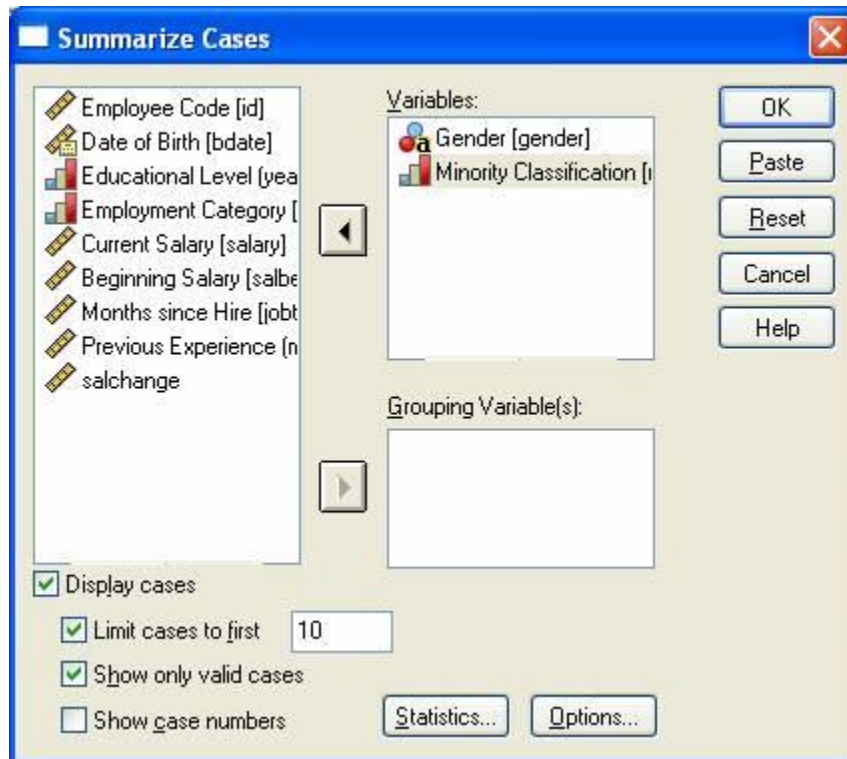 Summarize Cases
Employee Code [id]
Date of Birth [bdate]
Educational Level (yea
Employment Category [
Current Salary [salary]
Beginning Salary [salbe
Months since Hire [jobt
Previous Experience (n
salchange
Variables:
Gender [gender]
Minority Classification [
Grouping Variable(s):
OK
Paste
Reset
Cancel
Help
Display cases
Limit cases to first 10
Show only valid cases
Show case numbers
Statistics...
Options...